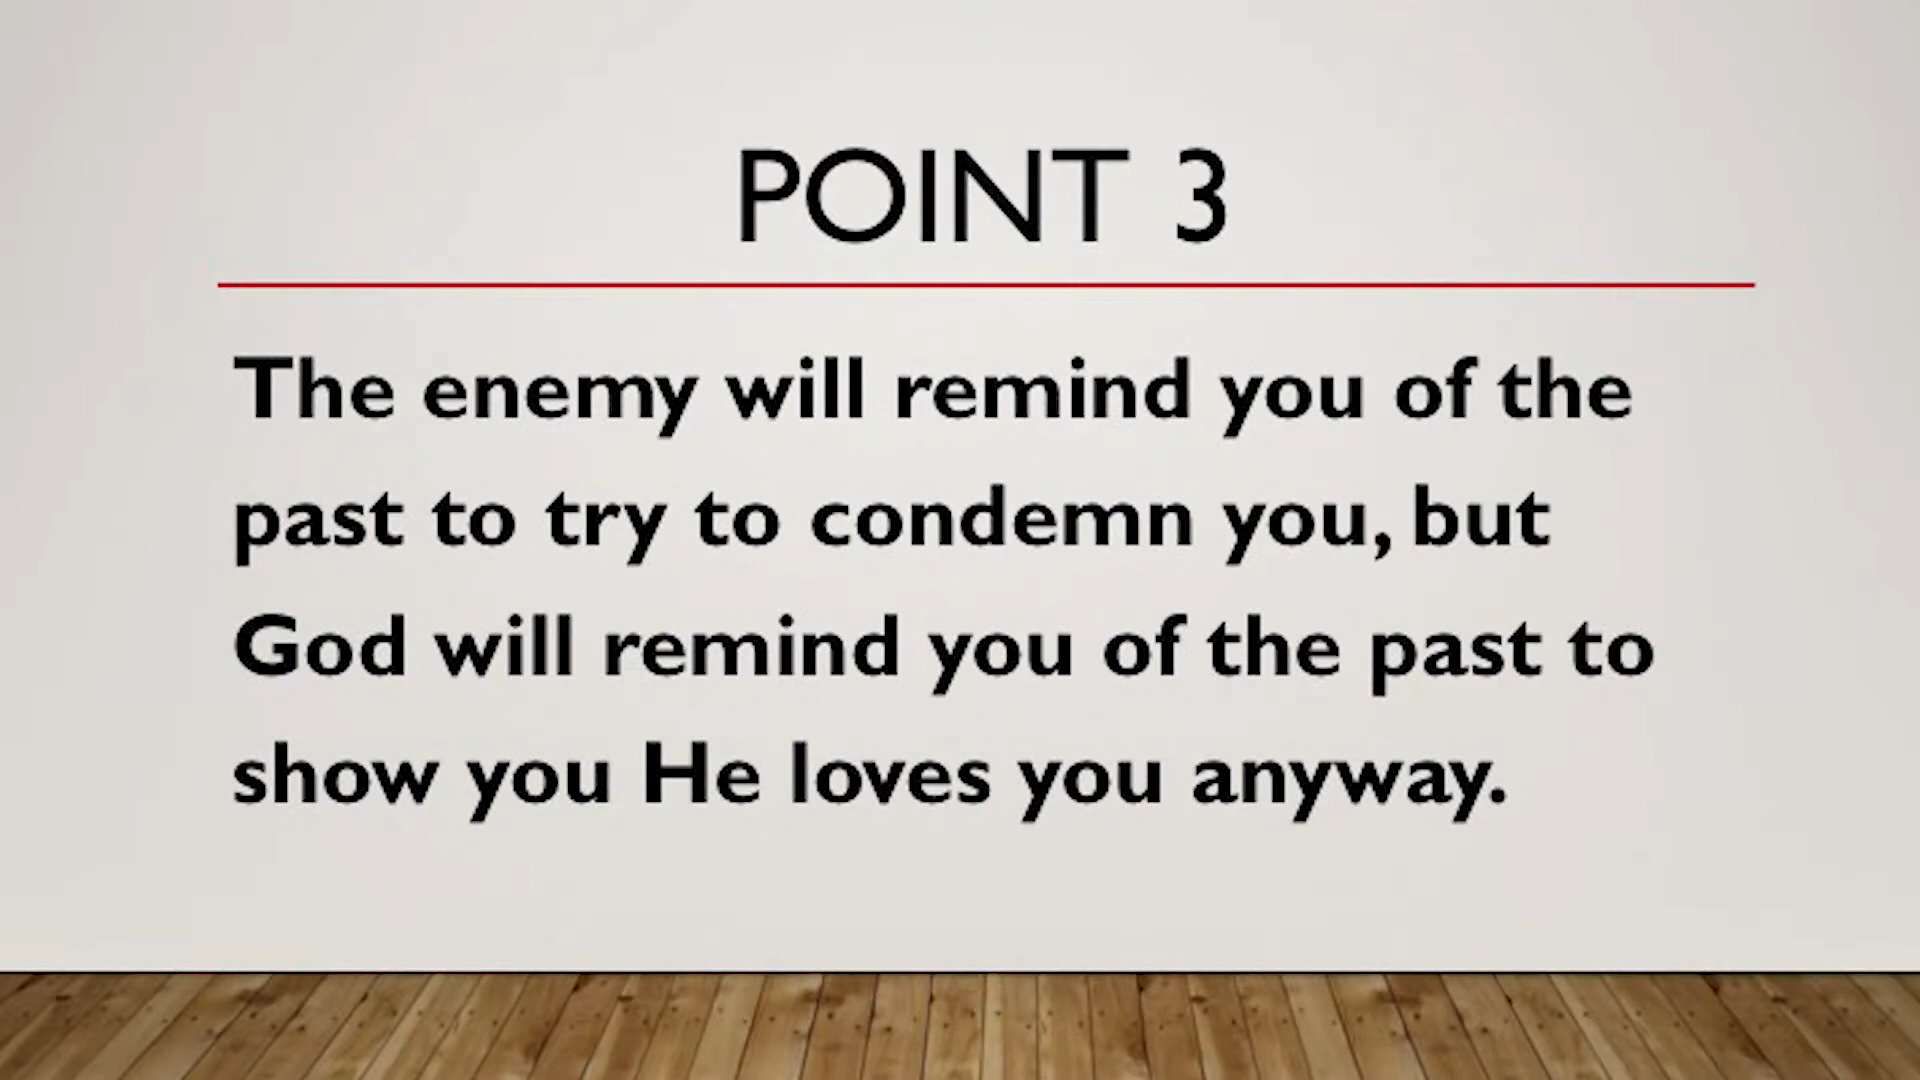 POINT 3
The enemy will remind you of the
past to try to condemn you, but
God will remind you of the past to
show you He loves you anyway.